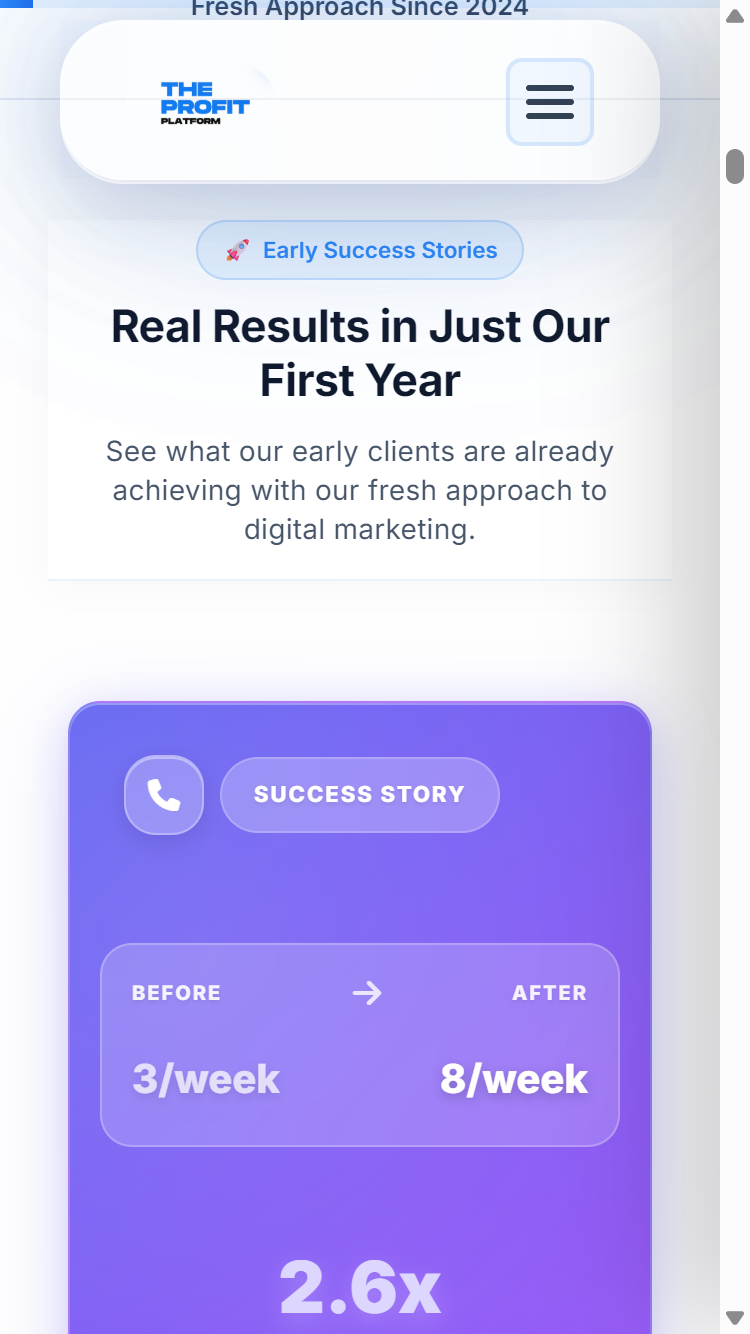 Fresh Approach Since 2024
THE
PROFIT
PLATFORM
🚀 Early Success Stories
Real Results in Just Our
First Year
See what our early clients are already
achieving with our fresh approach to
digital marketing.
SUCCESS STORY
BEFORE → AFTER
3/week 8/week
2.6x